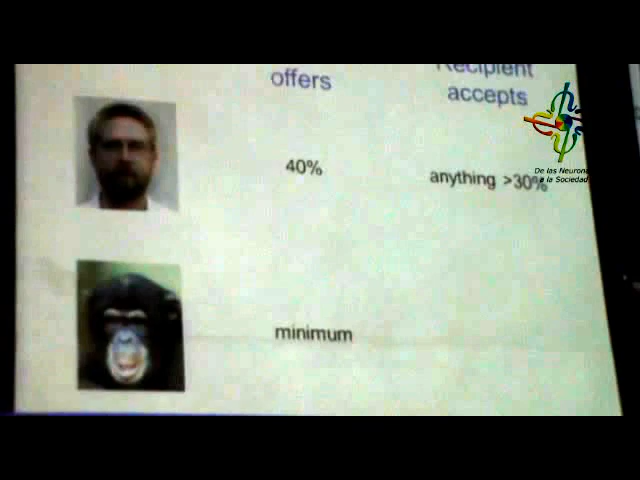 offers
Recipient
accepts
40%
anything >30%
minimum
De las Neuronas
a la Sociedad